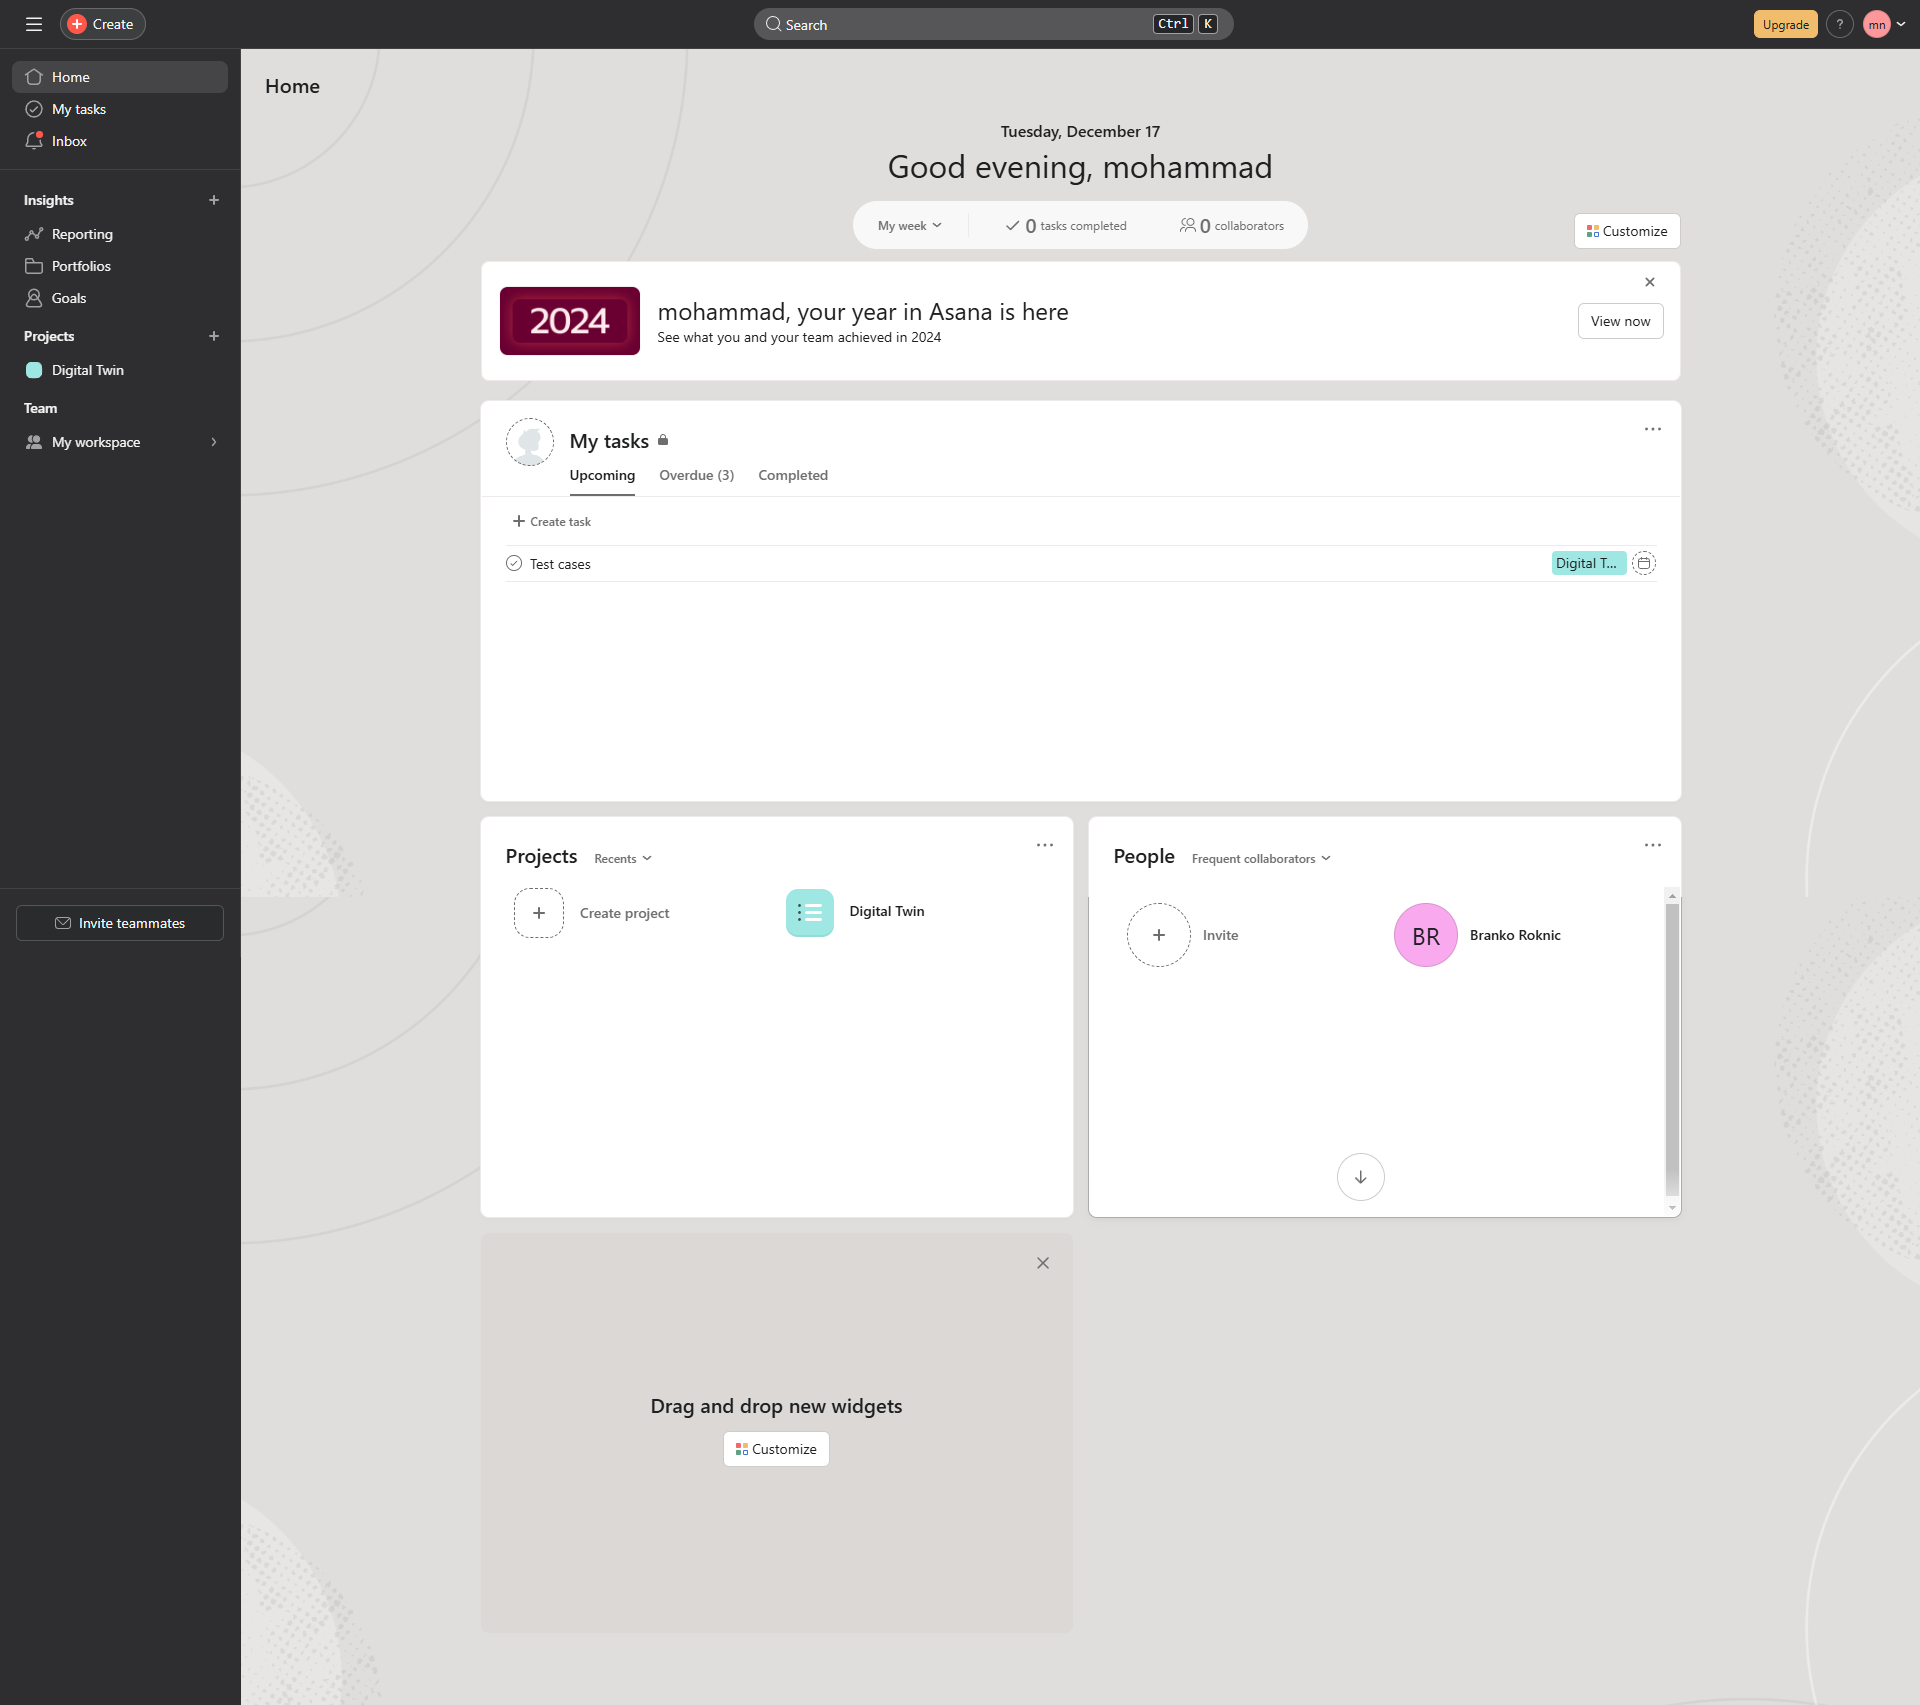 Create
Search
Ctrl K
Upgrade
?
mn
Home
My tasks
Inbox
Insights
Reporting
Portfolios
Goals
Projects
Digital Twin
Team
My workspace
Invite teammates
Home
Tuesday, December 17
Good evening, mohammad
My week
0 tasks completed
0 collaborators
Customize
2024
mohammad, your year in Asana is here
See what you and your team achieved in 2024
View now
My tasks
Upcoming
Overdue (3)
Completed
Create task
Test cases
Digital T...
Projects
Recents
Create project
Digital Twin
People
Frequent collaborators
Invite
BR
Branko Roknic
Drag and drop new widgets
Customize